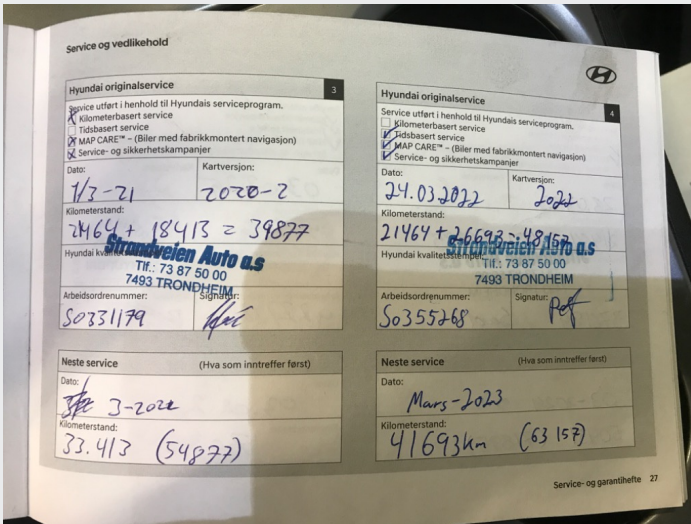 Service og vedlikehold
Hyundai originalservice
3
Service utført i henhold til Hyundais serviceprogram.
Kilometerbasert service
Tidsbasert service
MAP CARE™ – (Biler med fabrikkmontert navigasjon)
Service- og sikkerhetskampanjer
Dato:
Kartversjon:
1/3-21
2020-2
Kilometerstand:
21464 + 18413 = 39877
Strandveien Auto a.s
Hyundai
Tlf.: 73 87 50 00
7493 TRONDHEIM
Arbeidsordrenummer:
Signatur:
S0331179
Neste service
(Hva som inntreffer først)
Dato:
3-2022
Kilometerstand:
33.413 (54877)
Hyundai originalservice
4
Service utført i henhold til Hyundais serviceprogram.
Kilometerbasert service
Tidsbasert service
MAP CARE™ – (Biler med fabrikkmontert navigasjon)
Service- og sikkerhetskampanjer
Dato:
Kartversjon:
24.03.2022
2022
Kilometerstand:
21464 + 26693 = 48157
Strandveien Auto a.s
Hyundai kvalitetsstempel:
Tlf.: 73 87 50 00
7493 TRONDHEIM
Arbeidsordrenummer:
Signatur:
S0355268
Neste service
(Hva som inntreffer først)
Dato:
Mars-2023
Kilometerstand:
41693km (63157)
Service- og garantihefte 27